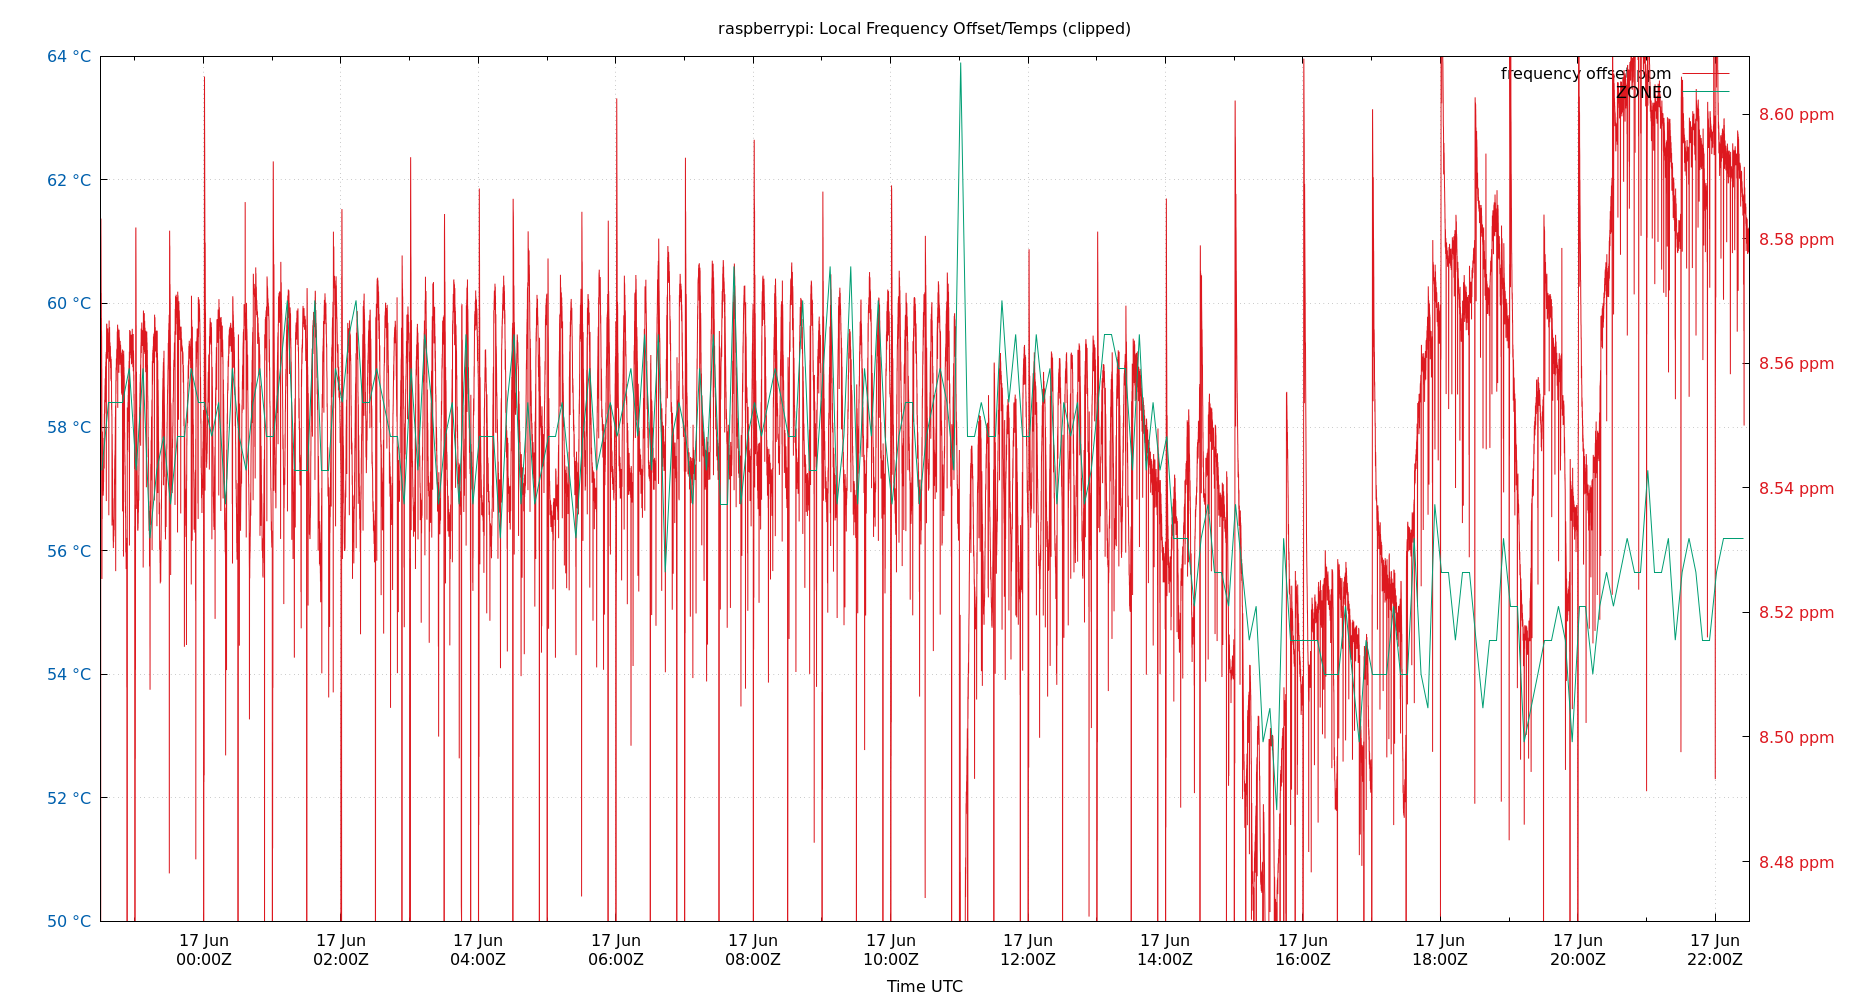 raspberrypi: Local Frequency Offset/Temps (clipped)
64 °C
62 °C
60 °C
58 °C
56 °C
54 °C
52 °C
50 °C
frequency offset ppm
ZONE0
8.60 ppm
8.58 ppm
8.56 ppm
8.54 ppm
8.52 ppm
8.50 ppm
8.48 ppm
17 Jun 17 Jun 17 Jun 17 Jun 17 Jun 17 Jun 17 Jun 17 Jun 17 Jun 17 Jun 17 Jun 17 Jun
00:00Z 02:00Z 04:00Z 06:00Z 08:00Z 10:00Z 12:00Z 14:00Z 16:00Z 18:00Z 20:00Z 22:00Z
Time UTC